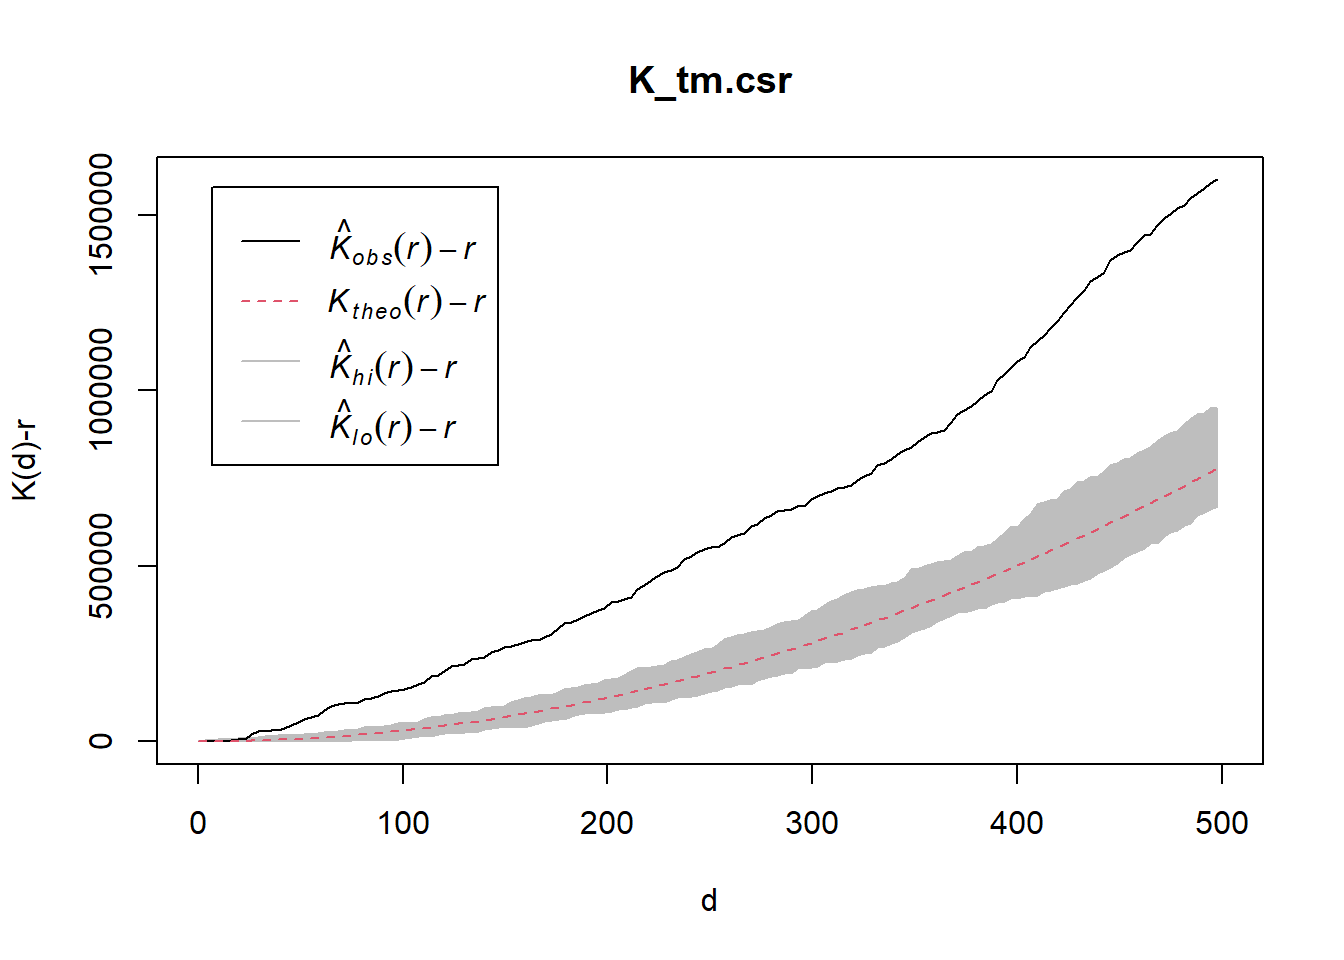 K_tm.csr
K̂obs(r) − r
Ktheo(r) − r
K̂hi(r) − r
K̂lo(r) − r
K(d)-r
1500000
1000000
500000
0
0 100 200 300 400 500
d